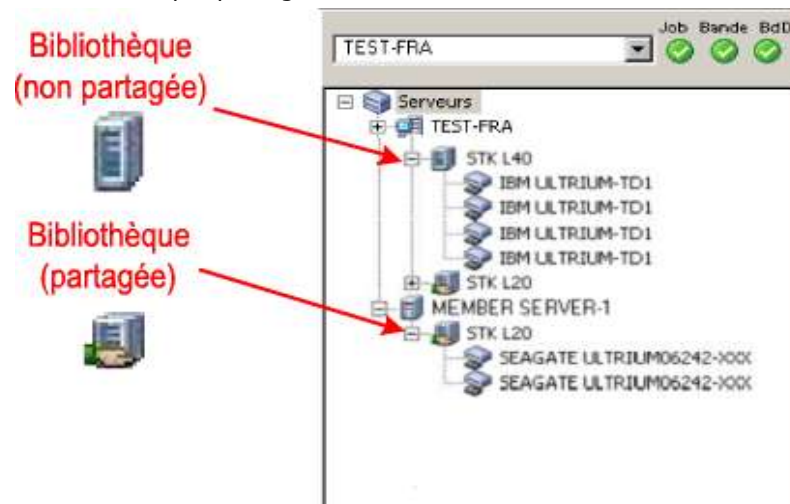 Bibliothèque
(non partagée)
Bibliothèque
(partagée)
TEST-FRA
Job Bande BdD
Serveurs
TEST-FRA
STK L40
IBM ULTRIUM-TD1
IBM ULTRIUM-TD1
IBM ULTRIUM-TD1
IBM ULTRIUM-TD1
STK L20
MEMBER SERVER-1
STK L20
SEAGATE ULTRIUM06242-XXX
SEAGATE ULTRIUM06242-XXX